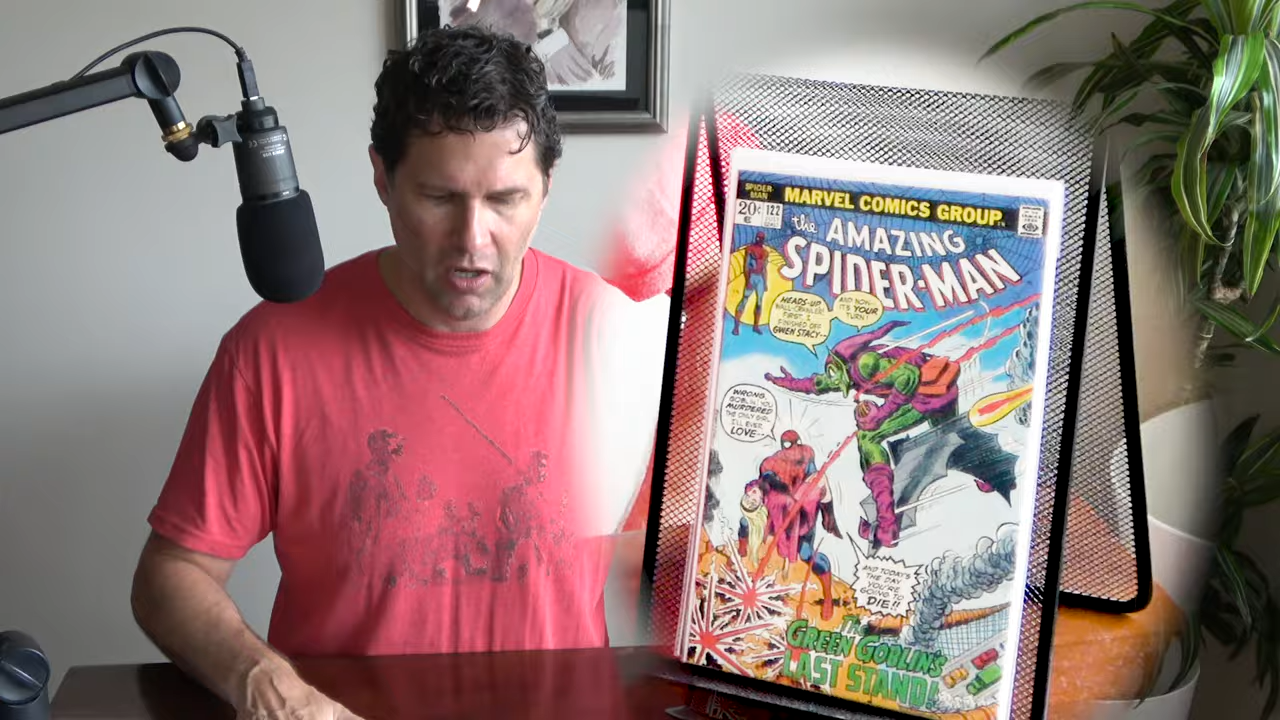 SPIDER-
MAN
MARVEL COMICS GROUP
20¢
122
JULY
the AMAZING
SPIDER-MAN
HEADS-UP
WALL-CRAWLER!
FIRST, I
FINISHED OFF
GWEN STACY--
AND NOW--
IT'S YOUR
TURN!
WRONG,
GOBLIN! YOU
MURDERED
THE ONLY GIRL
I'LL EVER
LOVE--
AND TODAY'S
THE DAY
YOU'RE
GOING TO
DIE!!
The
GREEN GOBLIN'S
LAST STAND!